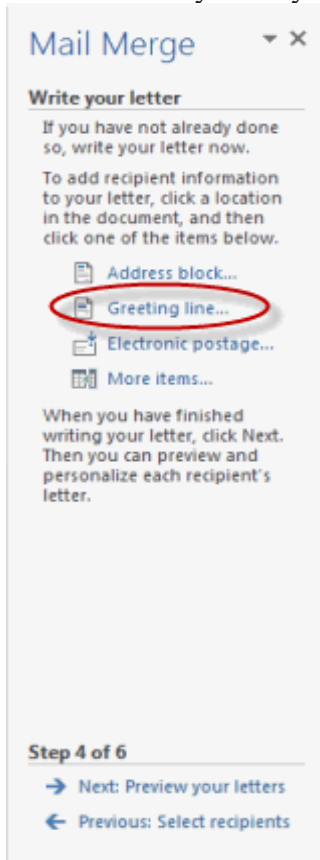 Mail Merge
Write your letter
If you have not already done
so, write your letter now.
To add recipient information
to your letter, click a location
in the document, and then
click one of the items below.
Address block...
Greeting line...
Electronic postage...
More items...
When you have finished
writing your letter, click Next.
Then you can preview and
personalize each recipient's
letter.
Step 4 of 6
Next: Preview your letters
Previous: Select recipients